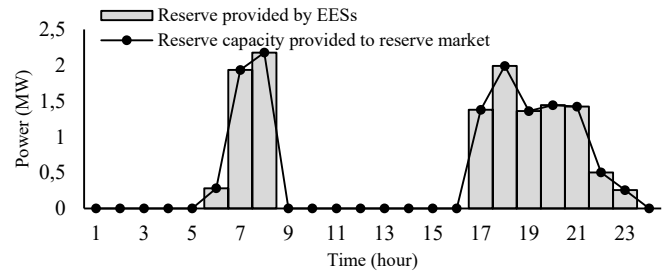 Reserve provided by EESs
Reserve capacity provided to reserve market
Power (MW)
2,5
2
1,5
1
0,5
0
1 3 5 7 9 11 13 15 17 19 21 23
Time (hour)